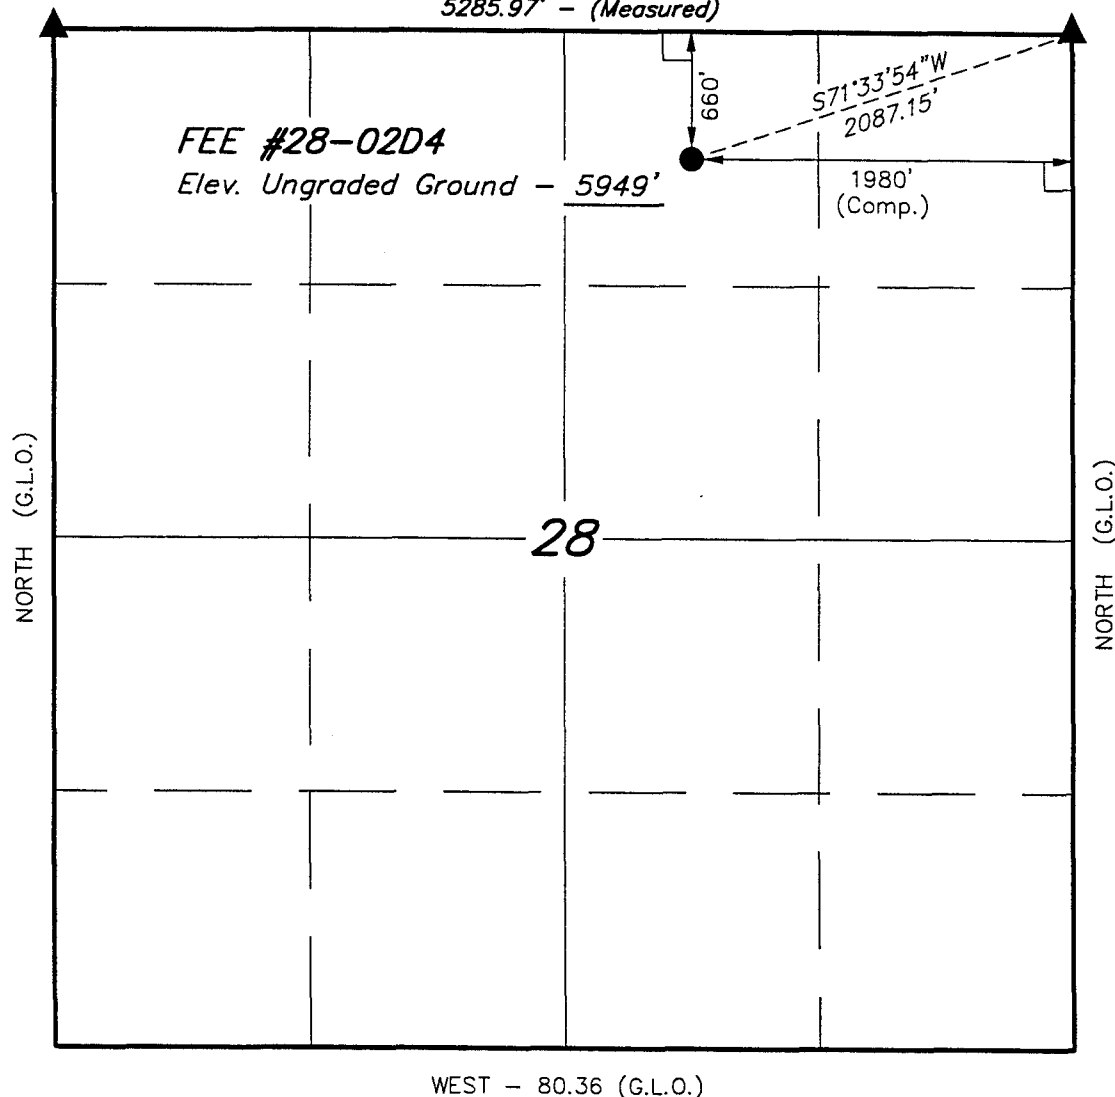 5285.97' - (Measured)
S71°33'54"W
660'
2087.15'
FEE #28-02D4
Elev. Ungraded Ground - 5949'
1980'
(Comp.)
NORTH (G.L.O.)
NORTH (G.L.O.)
28
WEST - 80.36 (G.L.O.)